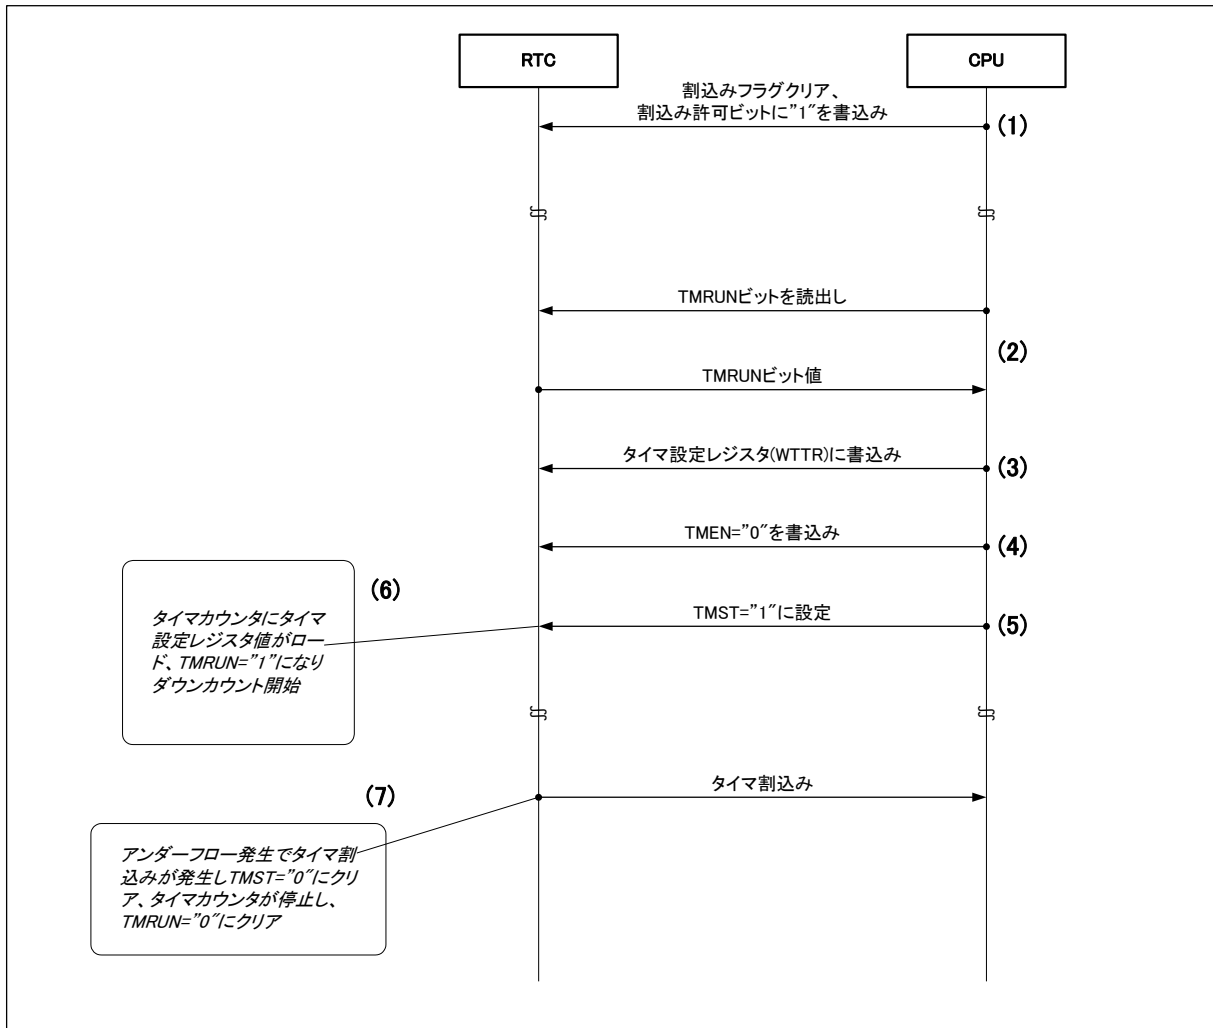 RTC
CPU
割込みフラグクリア、
割込み許可ビットに”1”を書込み
(1)
TMRUNビットを読出し
(2)
TMRUNビット値
タイマ設定レジスタ(WTTR)に書込み
(3)
TMEN=”0”を書込み
(4)
(6)
TMST=”1”に設定
(5)
タイマカウンタにタイマ
設定レジスタ値がロー
ド、TMRUN=”1”になり
ダウンカウント開始
タイマ割込み
(7)
アンダーフロー発生でタイマ割
込みが発生しTMST=”0”にクリ
ア、タイマカウンタが停止し、
TMRUN=”0”にクリア